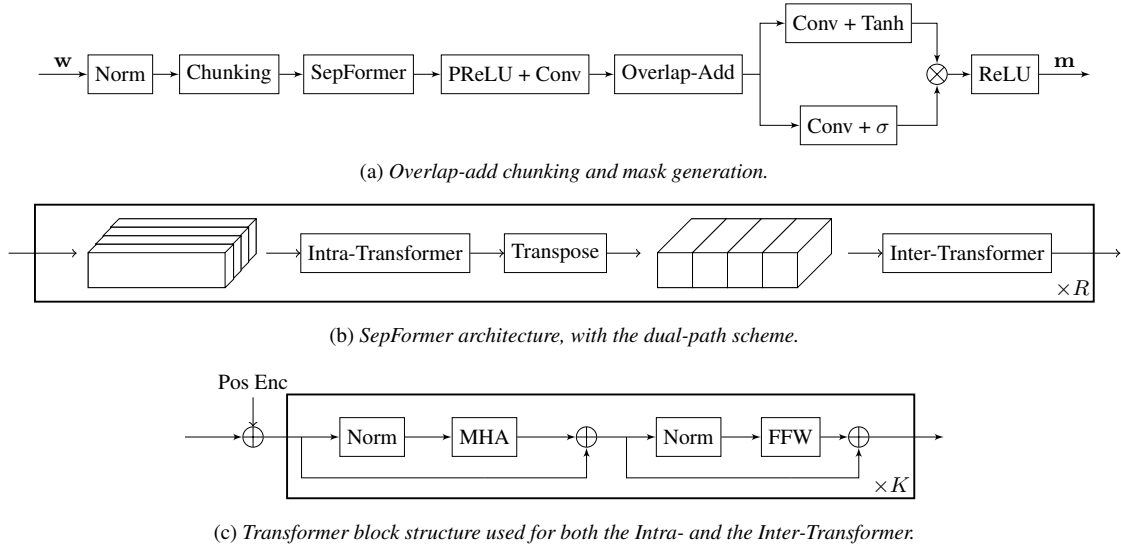 w
Norm
Chunking
SepFormer
PReLU + Conv
Overlap-Add
Conv + Tanh
Conv + σ
ReLU
m
(a) Overlap-add chunking and mask generation.
Intra-Transformer
Transpose
Inter-Transformer
×R
(b) SepFormer architecture, with the dual-path scheme.
Pos Enc
Norm
MHA
Norm
FFW
×K
(c) Transformer block structure used for both the Intra- and the Inter-Transformer.